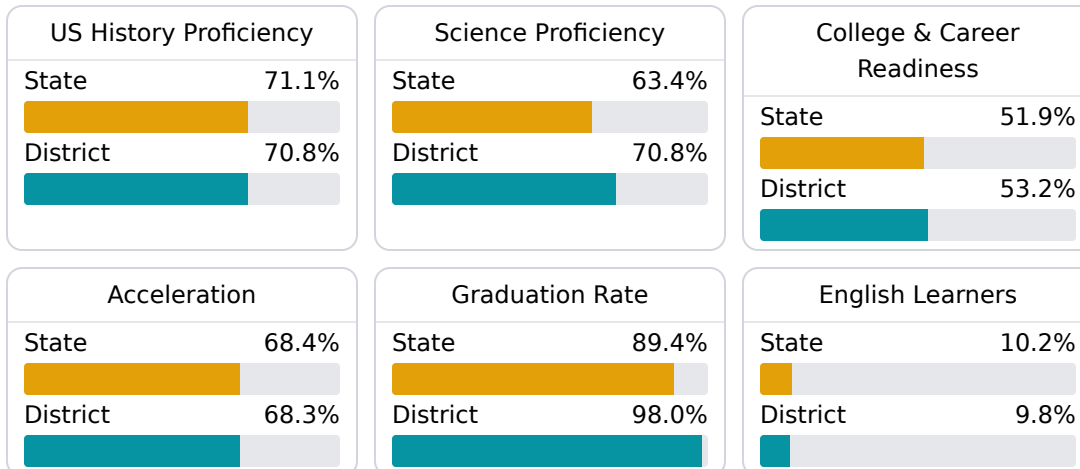 US History Proficiency
State 71.1%
District 70.8%
Science Proficiency
State 63.4%
District 70.8%
College & Career
Readiness
State 51.9%
District 53.2%
Acceleration
State 68.4%
District 68.3%
Graduation Rate
State 89.4%
District 98.0%
English Learners
State 10.2%
District 9.8%